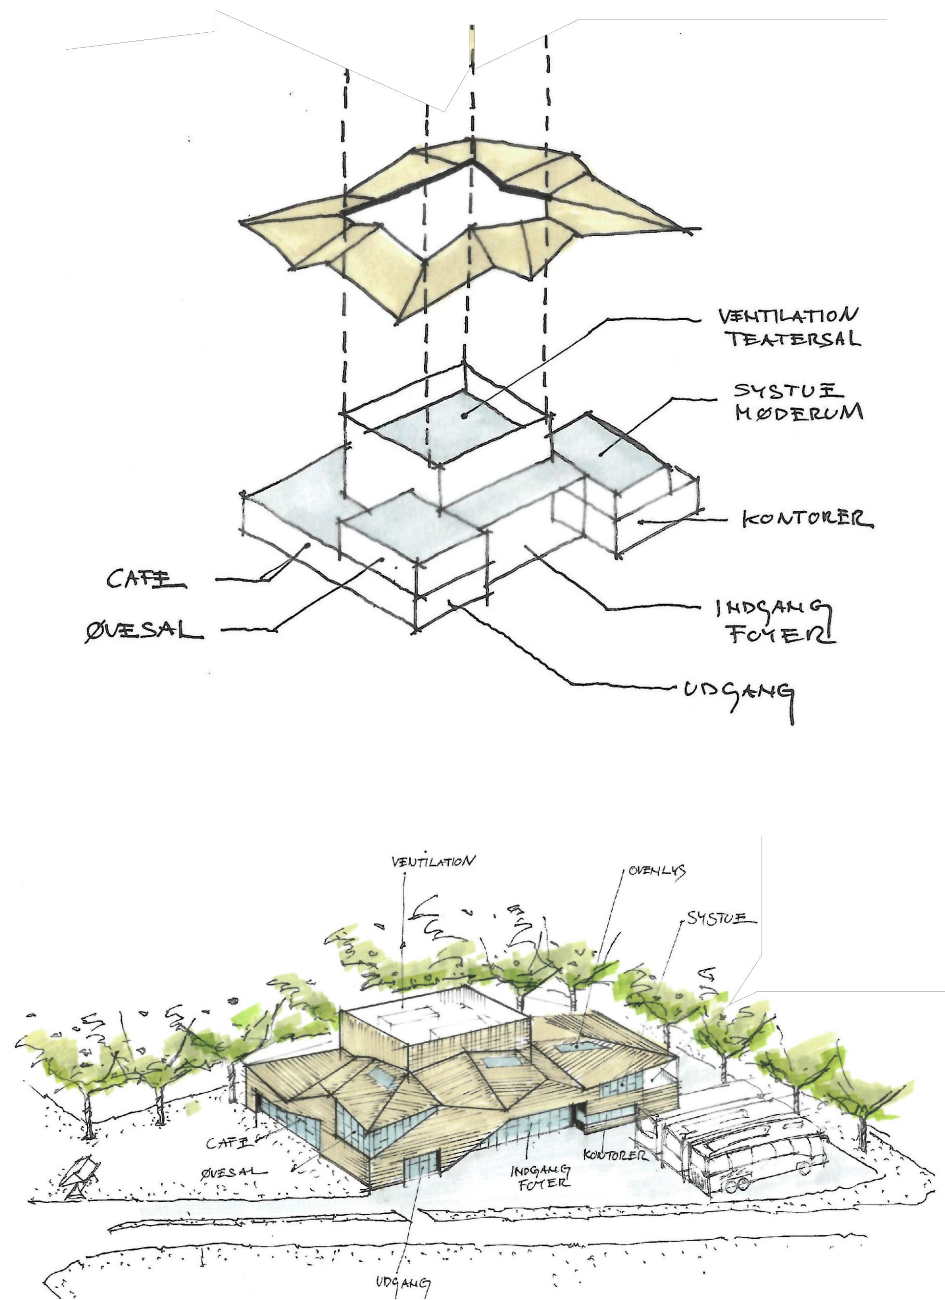 VENTILATION
TEATERSAL
SYSTUE
MØDERUM
KONTORER
CAFE
INDGANG
FOYER
ØVESAL
UDGANG
VENTILATION
OVENLYS
SYSTUE
CAFE
ØVESAL
INDGANG
FOYER
KONTORER
UDGANG